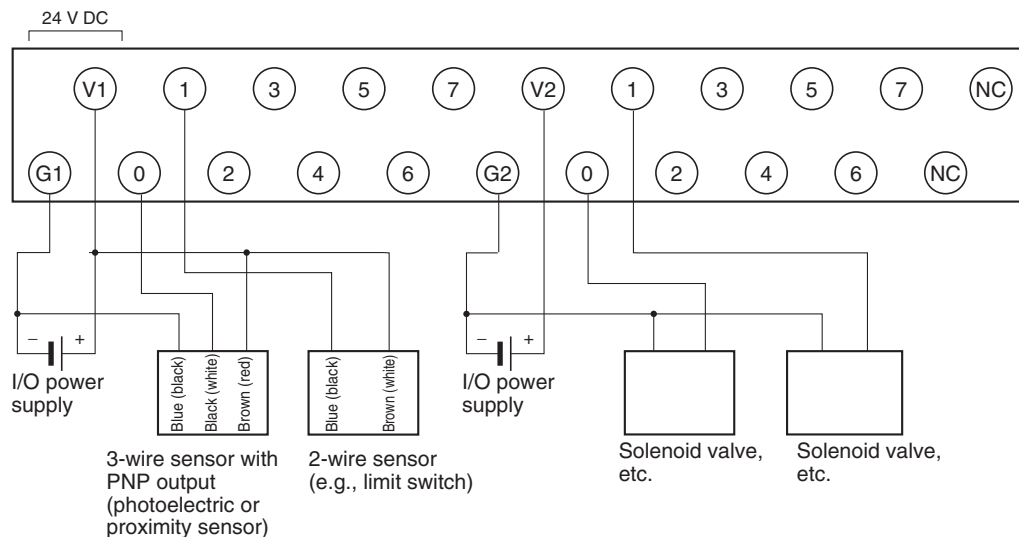 24 V DC
V1 1 3 5 7 V2 1 3 5 7 NC
G1 0 2 4 6 G2 0 2 4 6 NC
– +
I/O power
supply
Blue (black)
Black (white)
Brown (red)
3-wire sensor with
PNP output
(photoelectric or
proximity sensor)
Blue (black)
Brown (white)
2-wire sensor
(e.g., limit switch)
– +
I/O power
supply
Solenoid valve,
etc.
Solenoid valve,
etc.